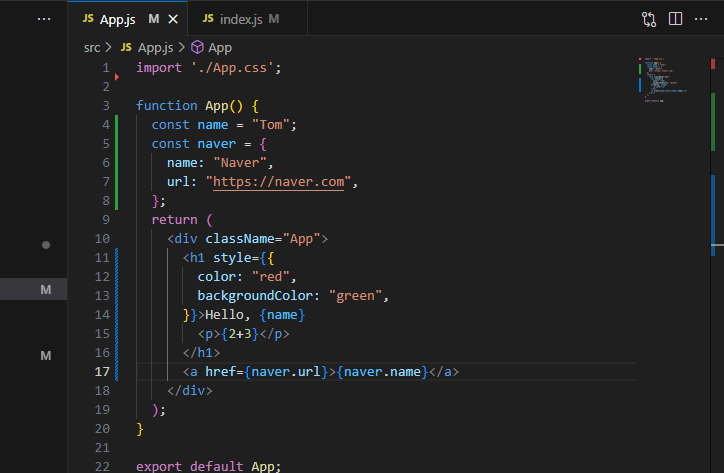 ··· JS App.js M × JS index.js M ···
src > JS App.js > App
1 import './App.css';
2
3 function App() {
4 const name = "Tom";
5 const naver = {
6 name: "Naver",
7 url: "https://naver.com",
8 };
9 return (
10 <div className="App">
11 <h1 style={{
12 color: "red",
13 backgroundColor: "green",
14 }}>Hello, {name}
15 <p>{2+3}</p>
16 </h1>
17 <a href={naver.url}>{naver.name}</a>
18 </div>
19 );
20 }
21
22 export default App;
M
M